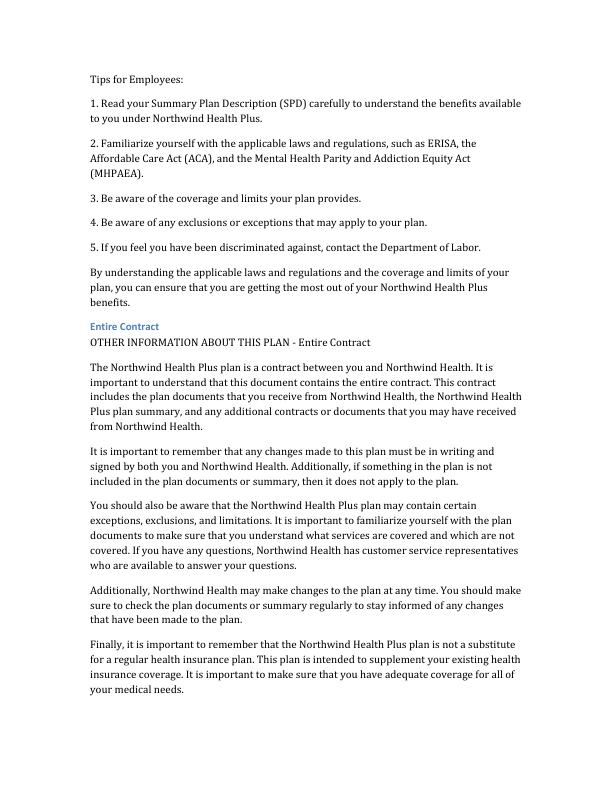 Tips for Employees:
1. Read your Summary Plan Description (SPD) carefully to understand the benefits available
to you under Northwind Health Plus.
2. Familiarize yourself with the applicable laws and regulations, such as ERISA, the
Affordable Care Act (ACA), and the Mental Health Parity and Addiction Equity Act
(MHPAEA).
3. Be aware of the coverage and limits your plan provides.
4. Be aware of any exclusions or exceptions that may apply to your plan.
5. If you feel you have been discriminated against, contact the Department of Labor.
By understanding the applicable laws and regulations and the coverage and limits of your
plan, you can ensure that you are getting the most out of your Northwind Health Plus
benefits.
Entire Contract
OTHER INFORMATION ABOUT THIS PLAN - Entire Contract
The Northwind Health Plus plan is a contract between you and Northwind Health. It is
important to understand that this document contains the entire contract. This contract
includes the plan documents that you receive from Northwind Health, the Northwind Health
Plus plan summary, and any additional contracts or documents that you may have received
from Northwind Health.
It is important to remember that any changes made to this plan must be in writing and
signed by both you and Northwind Health. Additionally, if something in the plan is not
included in the plan documents or summary, then it does not apply to the plan.
You should also be aware that the Northwind Health Plus plan may contain certain
exceptions, exclusions, and limitations. It is important to familiarize yourself with the plan
documents to make sure that you understand what services are covered and which are not
covered. If you have any questions, Northwind Health has customer service representatives
who are available to answer your questions.
Additionally, Northwind Health may make changes to the plan at any time. You should make
sure to check the plan documents or summary regularly to stay informed of any changes
that have been made to the plan.
Finally, it is important to remember that the Northwind Health Plus plan is not a substitute
for a regular health insurance plan. This plan is intended to supplement your existing health
insurance coverage. It is important to make sure that you have adequate coverage for all of
your medical needs.